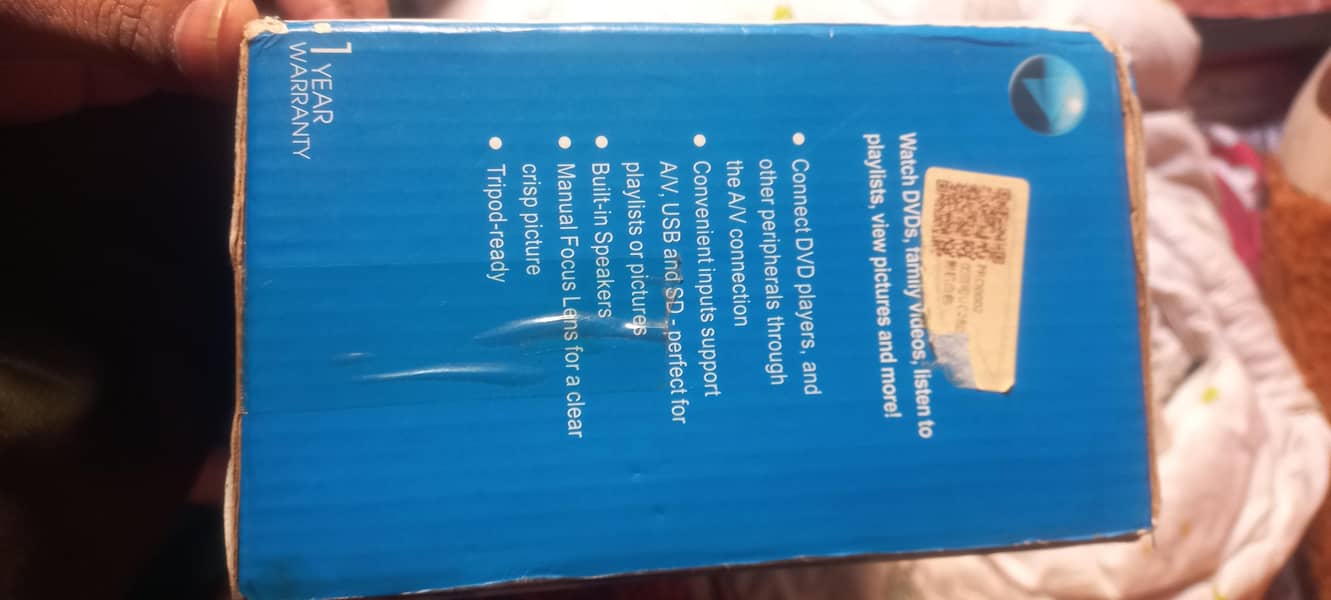 Watch DVDs, family videos, listen to
playlists, view pictures and more!
● Connect DVD players, and
other peripherals through
the A/V connection
● Convenient inputs support
A/V, USB and SD - perfect for
playlists or pictures
● Built-in Speakers
● Manual Focus Lens for a clear
crisp picture
● Tripod-ready
1 YEAR
WARRANTY